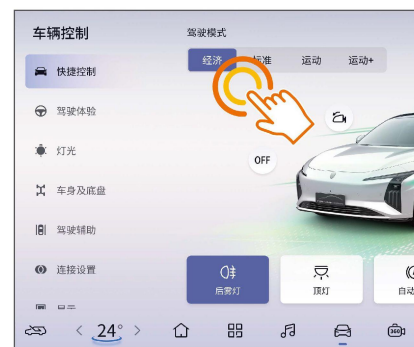 车辆控制
驾驶模式
经济 标准 运动 运动+
快捷控制
驾驶体验
OFF
灯光
车身及底盘
驾驶辅助
连接设置
后雾灯 顶灯 自动
24°
360